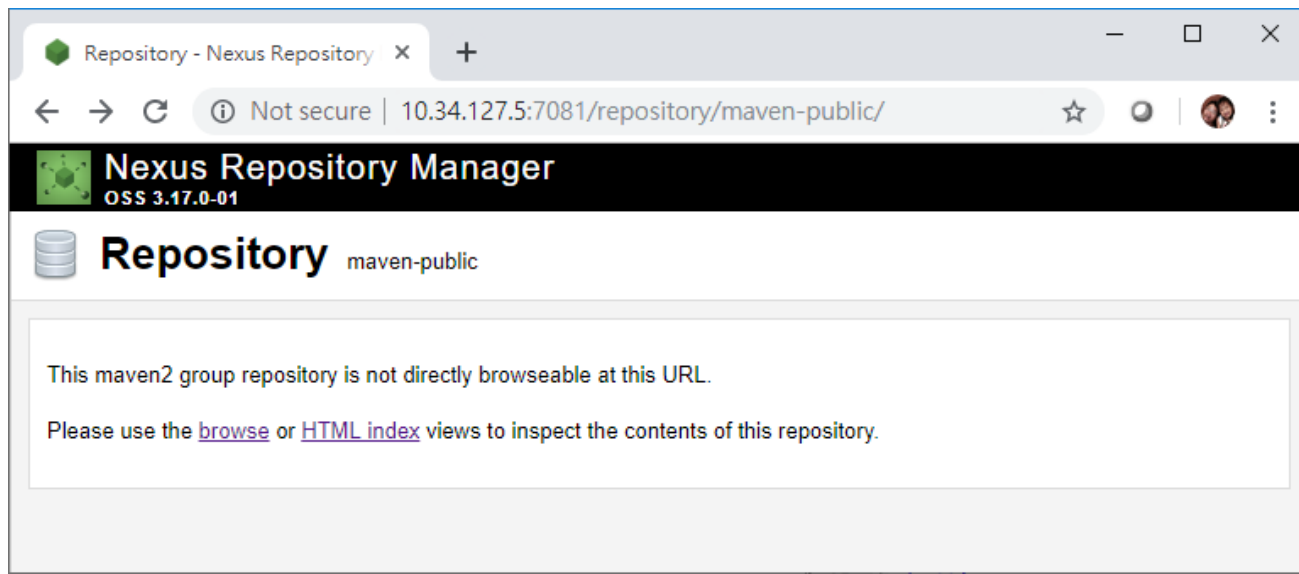 Repository - Nexus Repository
Not secure | 10.34.127.5:7081/repository/maven-public/
Nexus Repository Manager
OSS 3.17.0-01
Repository maven-public
This maven2 group repository is not directly browseable at this URL.
Please use the browse or HTML index views to inspect the contents of this repository.